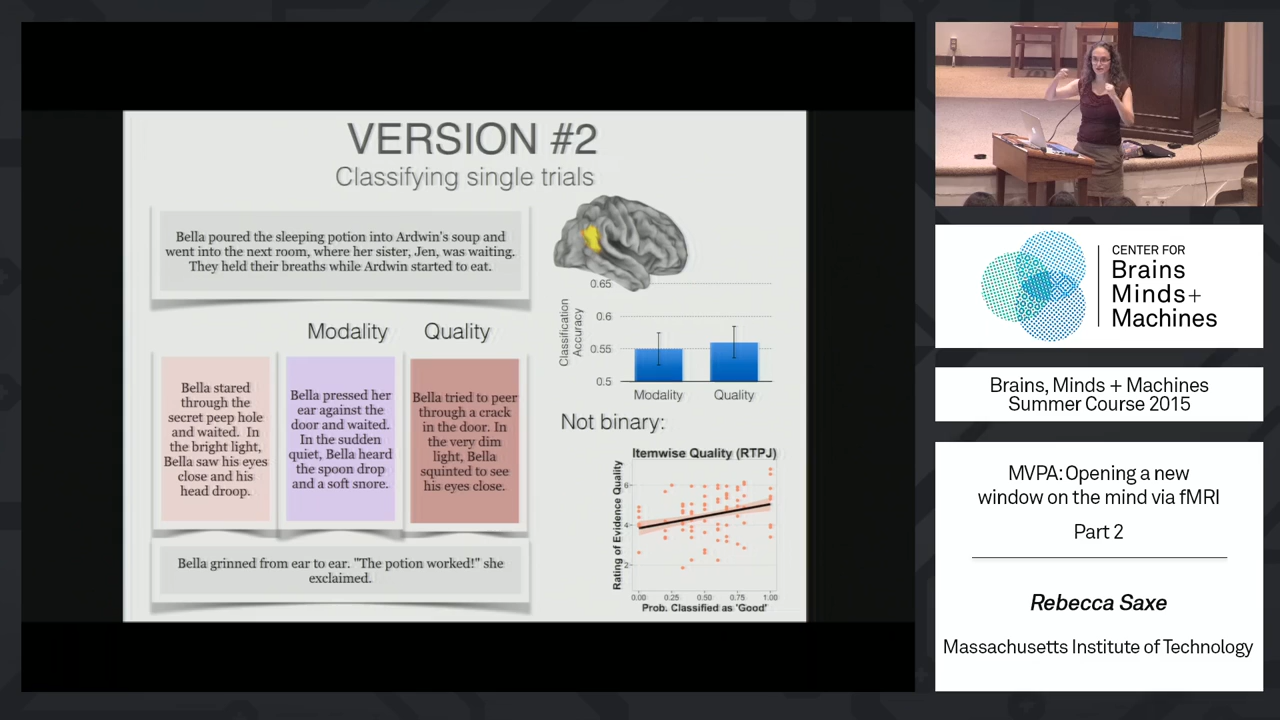 VERSION #2
Classifying single trials
Bella poured the sleeping potion into Ardwin's soup and
went into the next room, where her sister, Jen, was waiting.
They held their breaths while Ardwin started to eat.
Modality
Quality
Bella stared
through the
secret peep hole
and waited. In
the bright light,
Bella saw his eyes
close and his
head droop.
Bella pressed her
ear against the
door and waited.
In the sudden
quiet, Bella heard
the spoon drop
and a soft snore.
Bella tried to peer
through a crack
in the door. In
the very dim
light, Bella
squinted to see
his eyes close.
Bella grinned from ear to ear. "The potion worked!" she
exclaimed.
Classification
Accuracy
0.65
0.6
0.55
0.5
Modality
Quality
Not binary:
Itemwise Quality (RTPJ)
Rating of Evidence Quality
6
4
2
0.00
0.25
0.50
0.75
1.00
Prob. Classified as 'Good'
CENTER FOR
Brains
Minds+
Machines
Brains, Minds + Machines
Summer Course 2015
MVPA: Opening a new
window on the mind via fMRI
Part 2
Rebecca Saxe
Massachusetts Institute of Technology